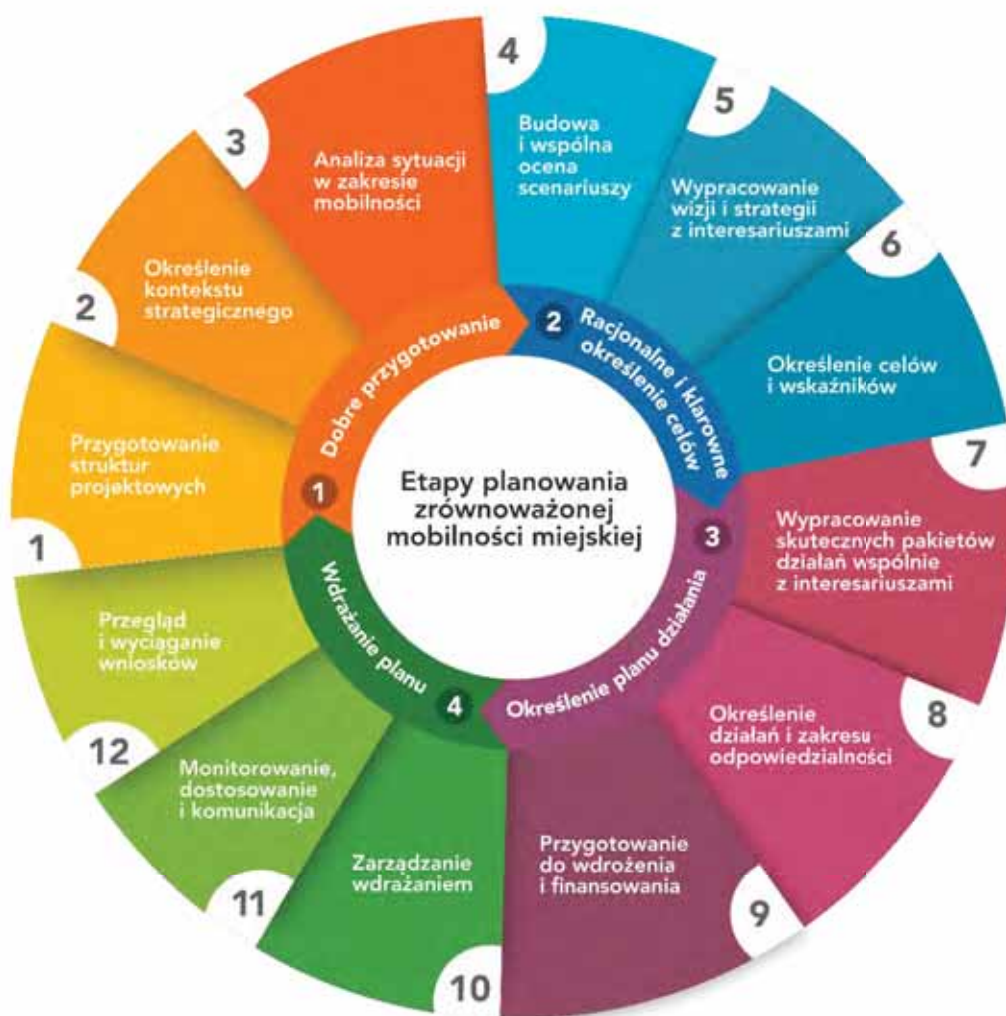 Etapy planowania
zrównoważonej
mobilności miejskiej
1
Dobre przygotowanie
2
Racjonalne i klarowne
określenie celów
3
Określenie planu działania
4
Wdrażanie planu
1
Przygotowanie
struktur
projektowych
2
Określenie
kontekstu
strategicznego
3
Analiza sytuacji
w zakresie
mobilności
4
Budowa
i wspólna
ocena
scenariuszy
5
Wypracowanie
wizji i strategii
z interesariuszami
6
Określenie celów
i wskaźników
7
Wypracowanie
skutecznych pakietów
działań wspólnie
z interesariuszami
8
Określenie
działań i zakresu
odpowiedzialności
9
Przygotowanie
do wdrożenia
i finansowania
10
Zarządzanie
wdrażaniem
11
Monitorowanie,
dostosowanie
i komunikacja
12
Przegląd
i wyciąganie
wniosków